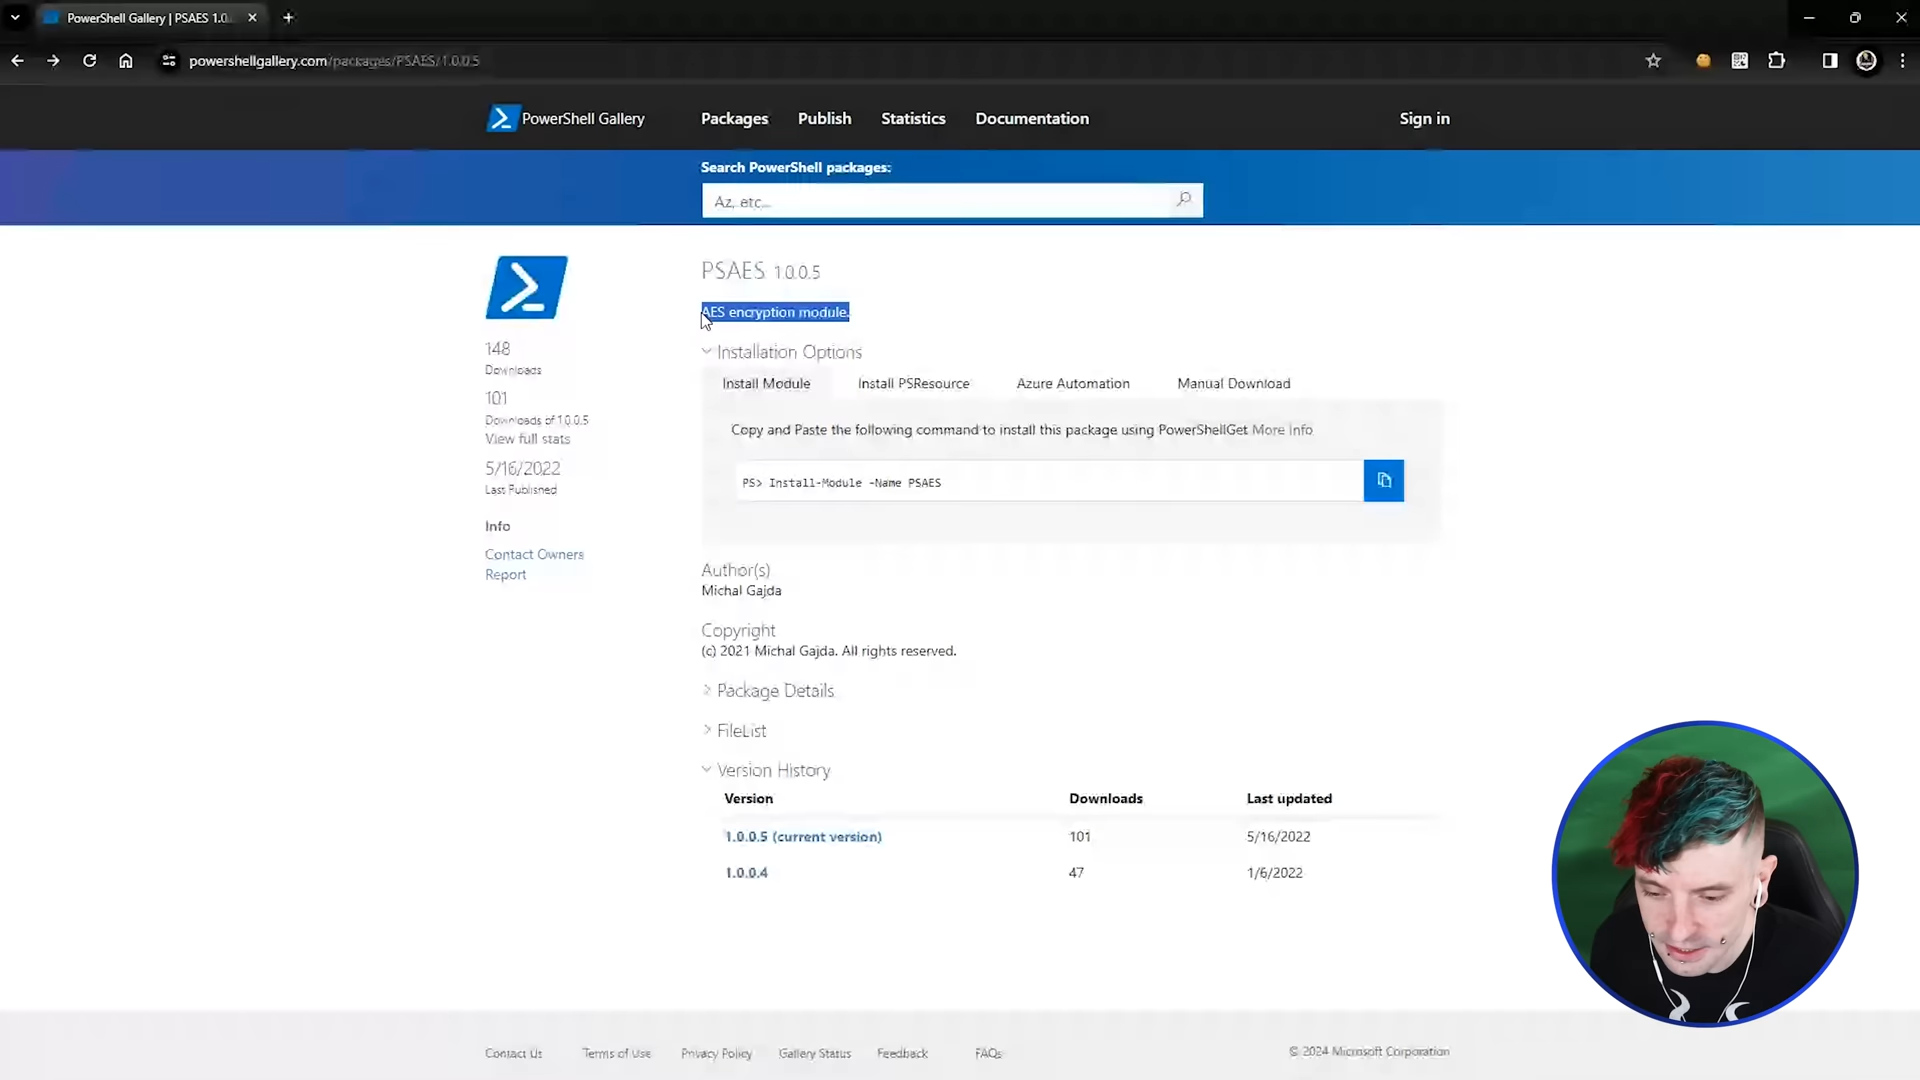 PowerShell Gallery | PSAES 1.0.
powershellgallery.com/packages/PSAES/1.0.0.5
PowerShell Gallery
Packages
Publish
Statistics
Documentation
Sign in
Search PowerShell packages:
Az, etc...
PSAES 1.0.0.5
AES encryption module.
148
Downloads
101
Downloads of 1.0.0.5
View full stats
5/16/2022
Last Published
Info
Contact Owners
Report
Installation Options
Install Module
Install PSResource
Azure Automation
Manual Download
Copy and Paste the following command to install this package using PowerShellGet More Info
PS> Install-Module -Name PSAES
Author(s)
Michal Gajda
Copyright
(c) 2021 Michal Gajda. All rights reserved.
Package Details
FileList
Version History
Version Downloads Last updated
1.0.0.5 (current version) 101 5/16/2022
1.0.0.4 47 1/6/2022
Contact Us
Terms of Use
Privacy Policy
Gallery Status
Feedback
FAQs
© 2024 Microsoft Corporation